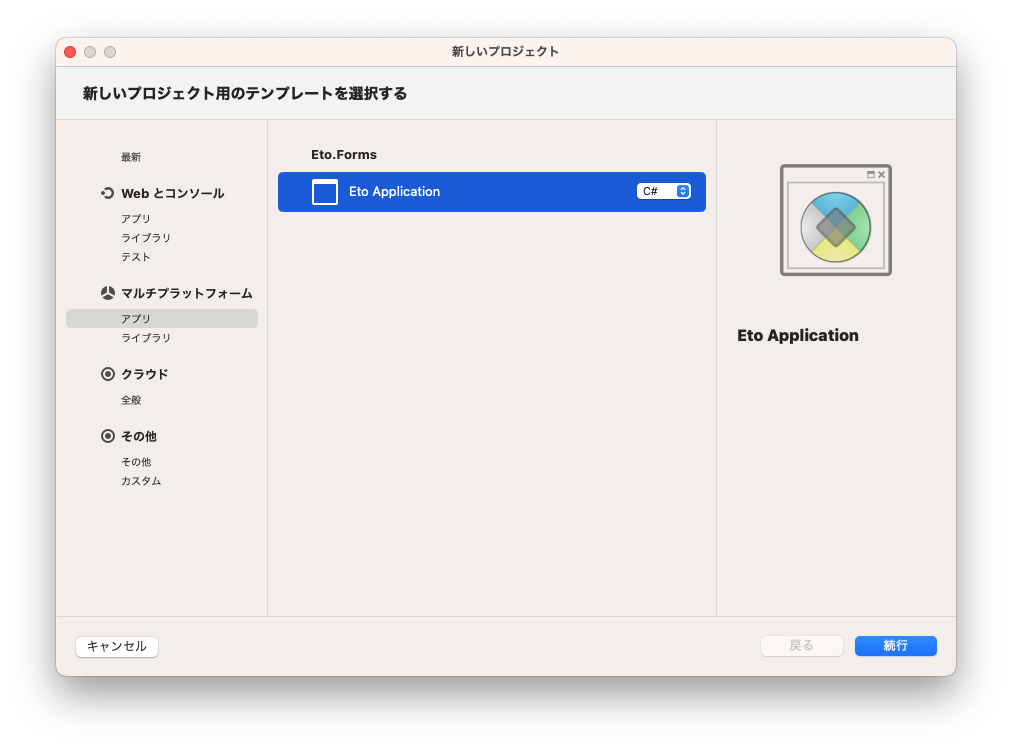 新しいプロジェクト
新しいプロジェクト用のテンプレートを選択する
最新
Web とコンソール
アプリ
ライブラリ
テスト
マルチプラットフォーム
アプリ
ライブラリ
クラウド
全般
その他
その他
カスタム
Eto.Forms
Eto Application
C#
Eto Application
キャンセル
戻る
続行